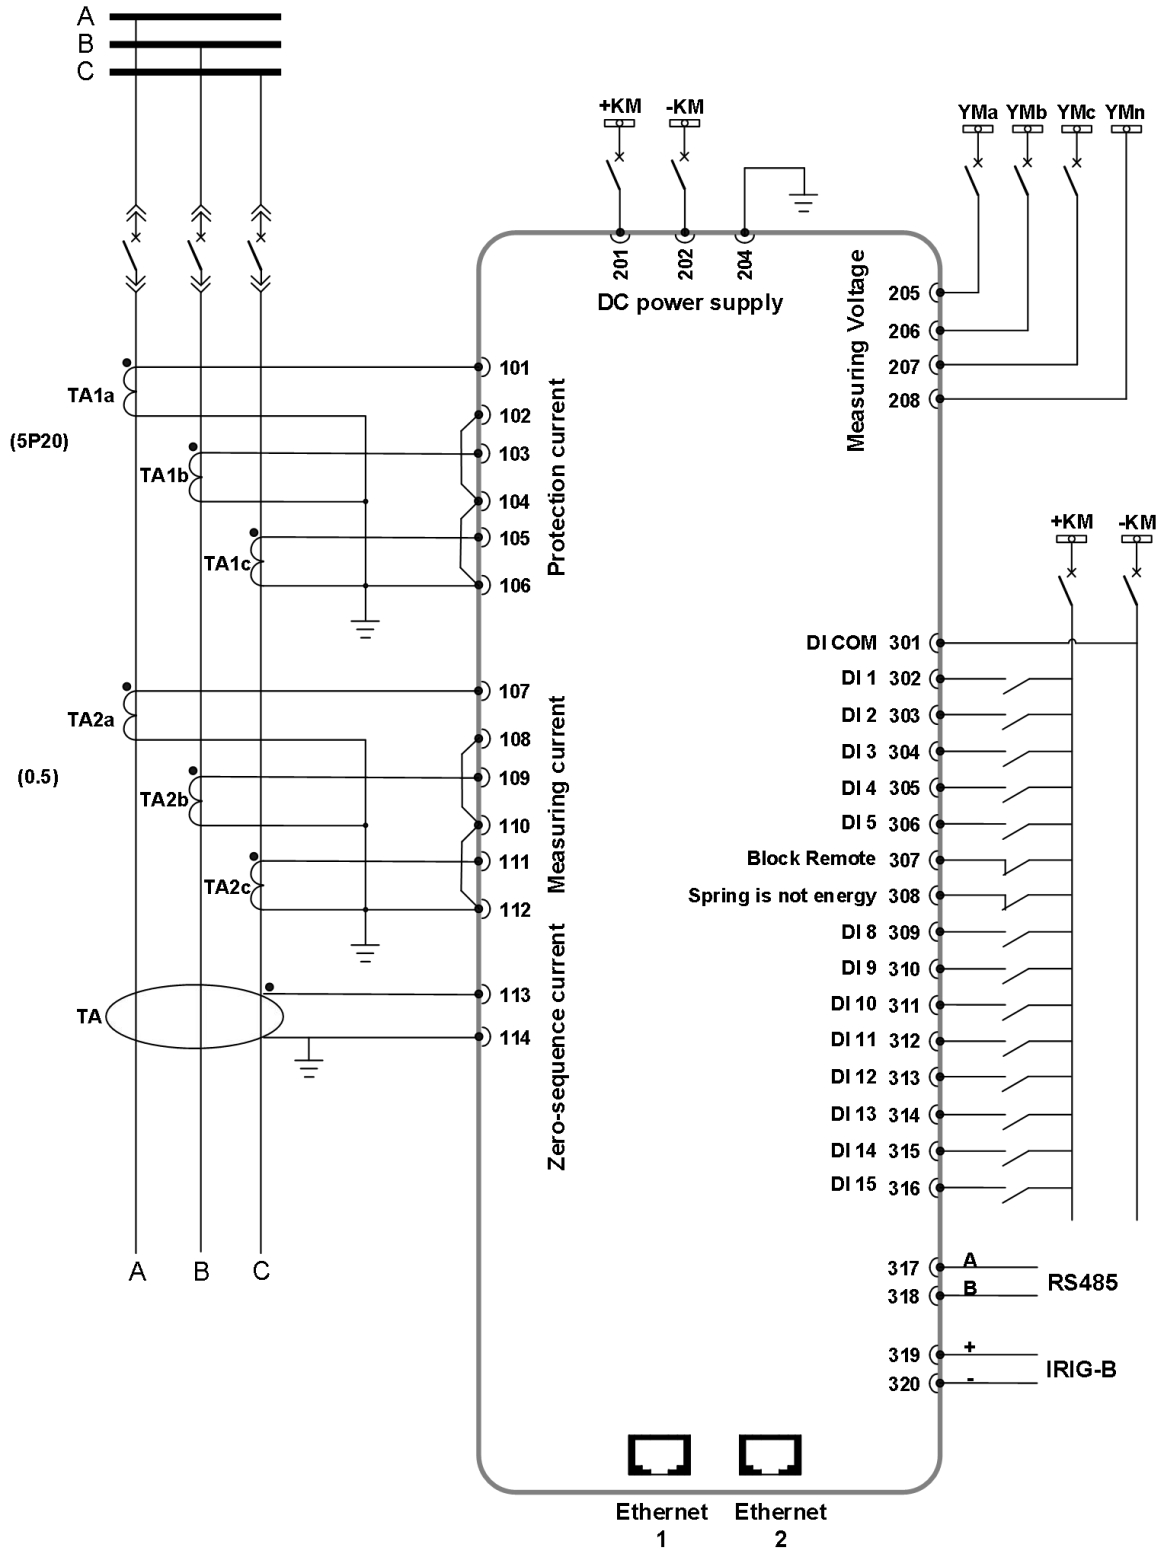 A
B
C
+KM -KM
YMa YMb YMc YMn
201 202 204
DC power supply
Measuring Voltage
205
206
207
208
TA1a
(5P20)
TA1b
TA1c
101
102
103
104
105
106
Protection current
TA2a
(0.5)
TA2b
TA2c
107
108
109
110
111
112
Measuring current
TA
113
114
Zero-sequence current
A B C
+KM -KM
DI COM 301
DI 1 302
DI 2 303
DI 3 304
DI 4 305
DI 5 306
Block Remote 307
Spring is not energy 308
DI 8 309
DI 9 310
DI 10 311
DI 11 312
DI 12 313
DI 13 314
DI 14 315
DI 15 316
317 A
318 B
RS485
319 +
320 -
IRIG-B
Ethernet
1
Ethernet
2